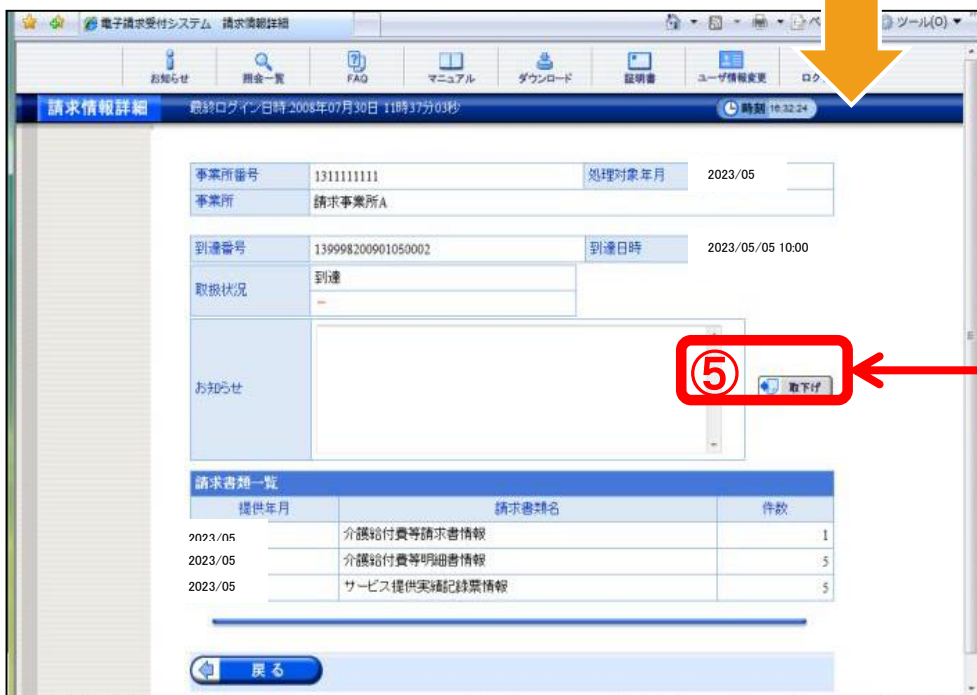 電子請求受付システム 請求情報詳細
ツール(O)
お知らせ 照会一覧 FAQ マニュアル ダウンロード 証明書 ユーザ情報変更
請求情報詳細 最終ログイン日時:2008年07月30日 11時37分03秒 時刻 16:32:24
事業所番号 1311111111 処理対象年月 2023/05
事業所 請求事業所A
到達番号 139998200901050002 到達日時 2023/05/05 10:00
取扱状況 到達
－
お知らせ
⑤ 取下げ
請求書類一覧
提供年月 請求書類名 件数
2023/05 介護給付費等請求書情報 1
2023/05 介護給付費等明細書情報 5
2023/05 サービス提供実績記録票情報 5
戻る